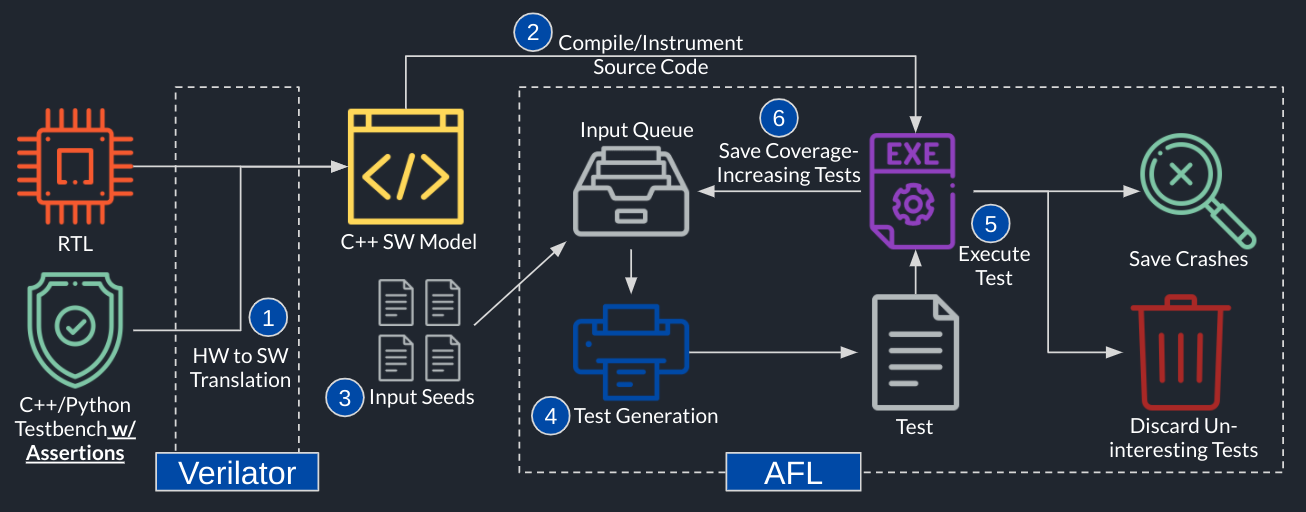 2
Compile/Instrument
Source Code
RTL
C++/Python
Testbench w/
Assertions
1
HW to SW
Translation
Verilator
</>
C++ SW Model
3
Input Seeds
Input Queue
6
Save Coverage-
Increasing Tests
EXE
5
Execute
Test
Save Crashes
4
Test Generation
Test
Discard Un-
interesting Tests
AFL